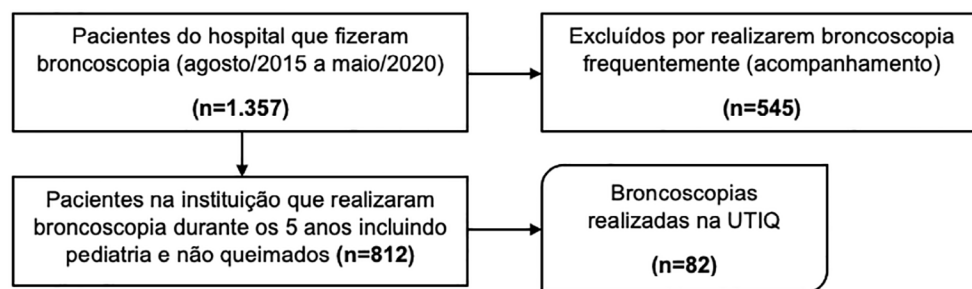 Pacientes do hospital que fizeram
broncoscopia (agosto/2015 a maio/2020)
(n=1.357)
Excluídos por realizarem broncoscopia
frequentemente (acompanhamento)
(n=545)
Pacientes na instituição que realizaram
broncoscopia durante os 5 anos incluindo
pediatria e não queimados (n=812)
Broncoscopias
realizadas na UTIQ
(n=82)